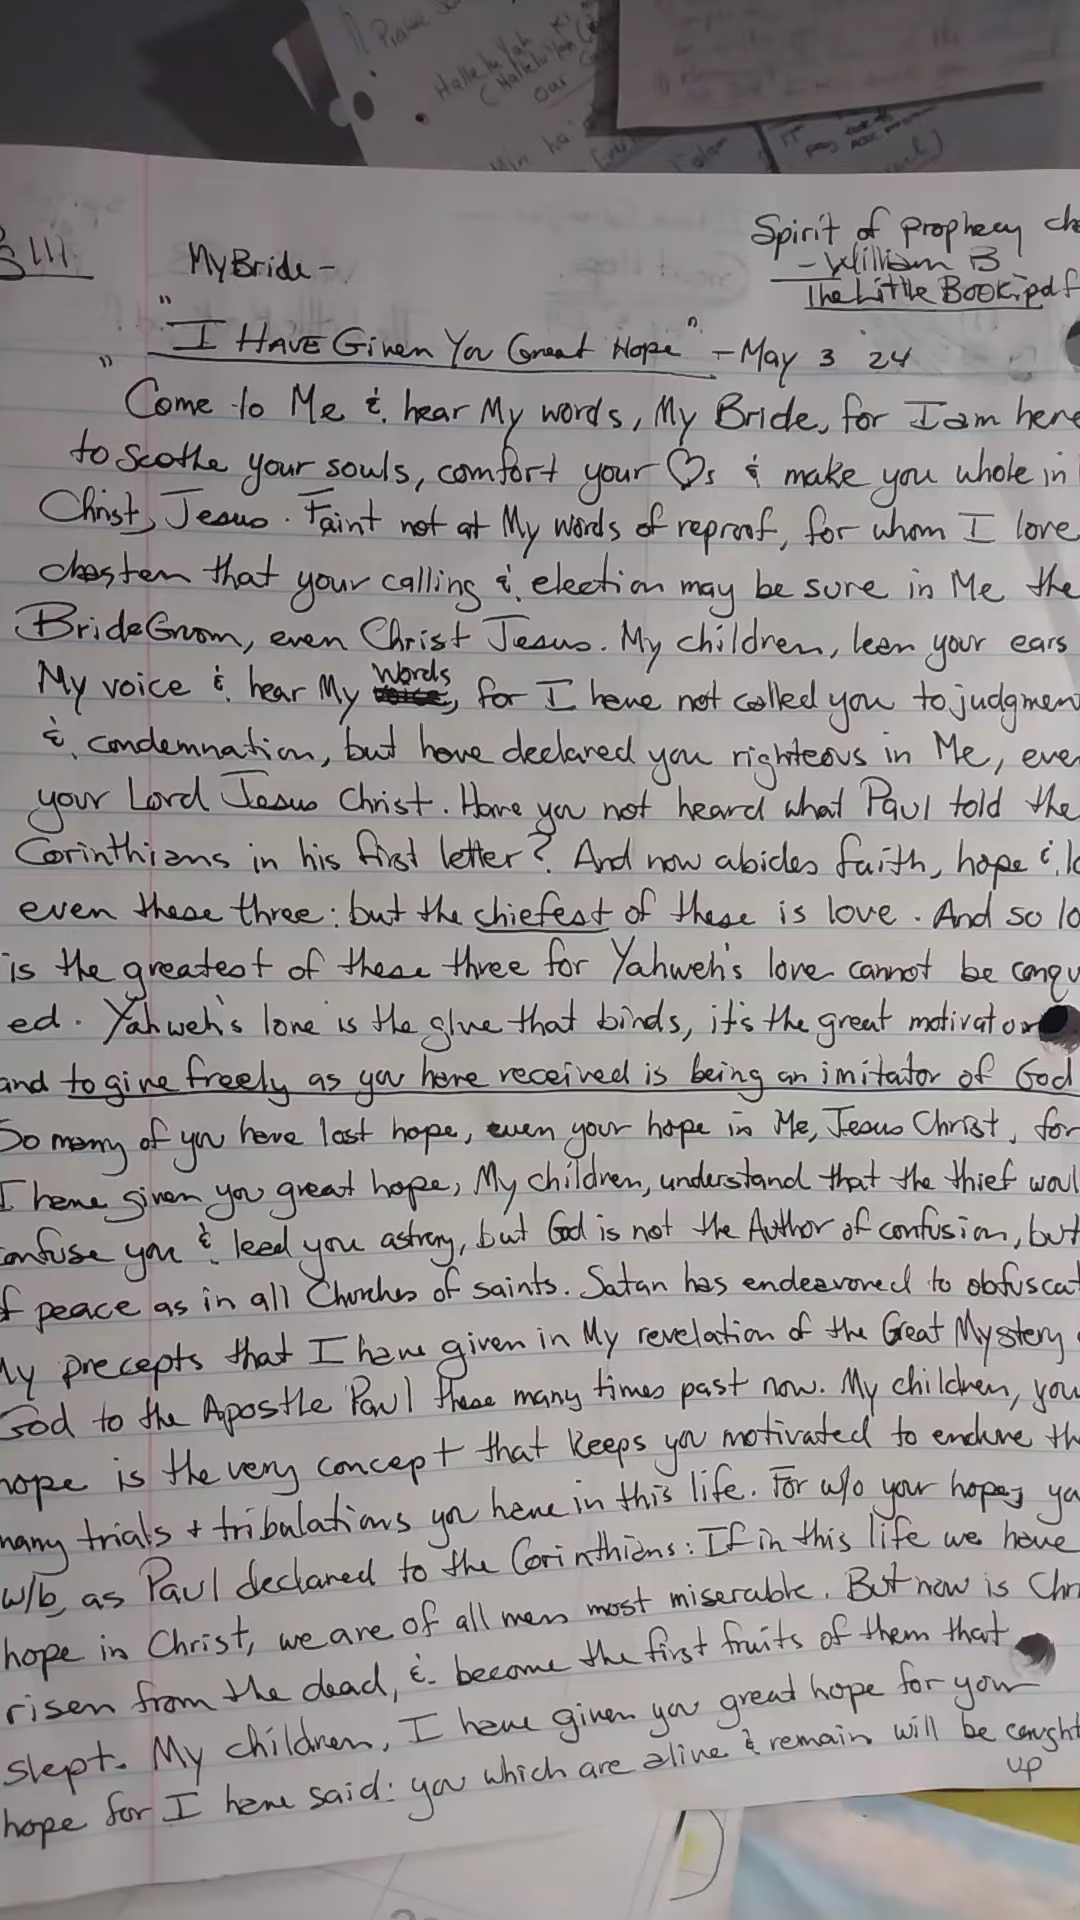 Praise
HalleluYah
(HalleluYah
our
Min ha
Spirit of prophecy
- William B
The Little Book.pdf
111
My Bride -
"I HAVE Given You Great Hope" - May 3 '24
"Come to Me & hear My words, My Bride, for I am here
to soothe your souls, comfort your ♡s & make you whole in
Christ, Jesus. Faint not at My words of reproof, for whom I love
chasten that your calling & election may be sure in Me the
BrideGroom, even Christ Jesus. My children, lean your ears
My voice & hear My words, for I have not called you to judgmen
& condemnation, but have declared you righteous in Me, even
your Lord Jesus Christ. Have you not heard what Paul told the
Corinthians in his first letter? And now abides faith, hope & lo
even these three: but the chiefest of these is love. And so lo
is the greatest of these three for Yahweh's love cannot be conqu
ed. Yahweh's love is the glue that binds, it's the great motivator
and to give freely as you have received is being an imitator of God
So many of you have lost hope, even your hope in Me, Jesus Christ, for
I have given you great hope, My children, understand that the thief woul
onfuse you & lead you astray, but God is not the Author of confusion, but
f peace as in all Churches of saints. Satan has endeavored to obfuscat
My precepts that I have given in My revelation of the Great Mystery
God to the Apostle Paul these many times past now. My children, you
hope is the very concept that keeps you motivated to endure th
many trials + tribulations you have in this life. For w/o your hope, yo
w/b, as Paul declared to the Corinthians: If in this life we have
hope in Christ, we are of all men most miserable. But now is Chri
risen from the dead, & become the first fruits of them that
slept. My children, I have given you great hope for your
hope for I have said: you which are alive & remain will be caught
up